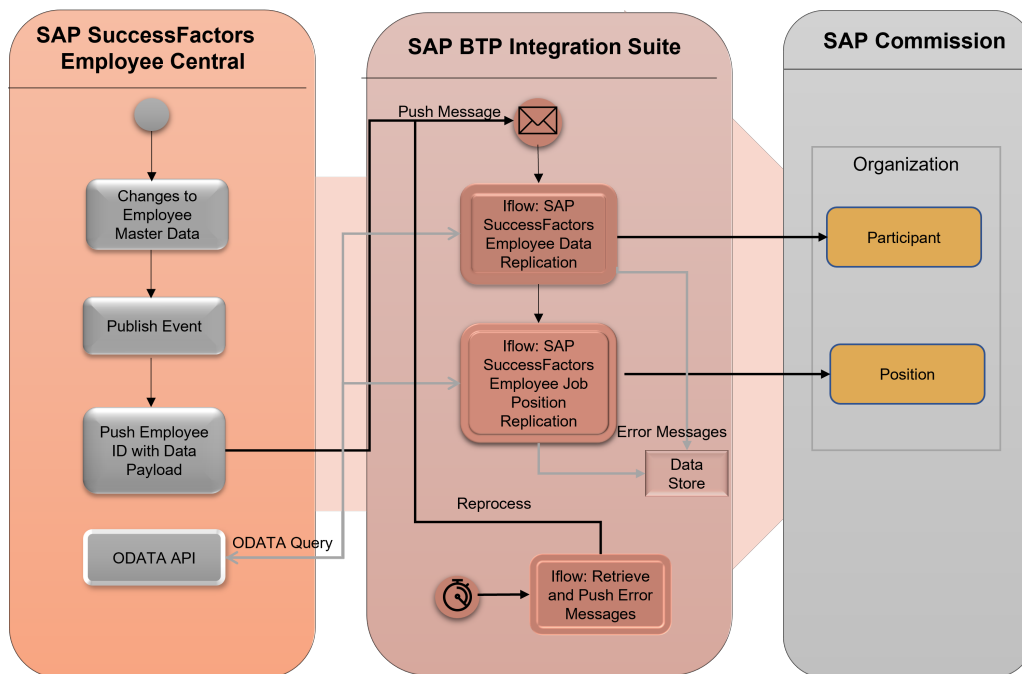 SAP SuccessFactors
Employee Central
Changes to
Employee
Master Data
Publish Event
Push Employee
ID with Data
Payload
ODATA API
ODATA Query
SAP BTP Integration Suite
Push Message
Iflow: SAP
SuccessFactors
Employee Data
Replication
Iflow: SAP
SuccessFactors
Employee Job
Position
Replication
Error Messages
Data
Store
Reprocess
Iflow: Retrieve
and Push Error
Messages
SAP Commission
Organization
Participant
Position